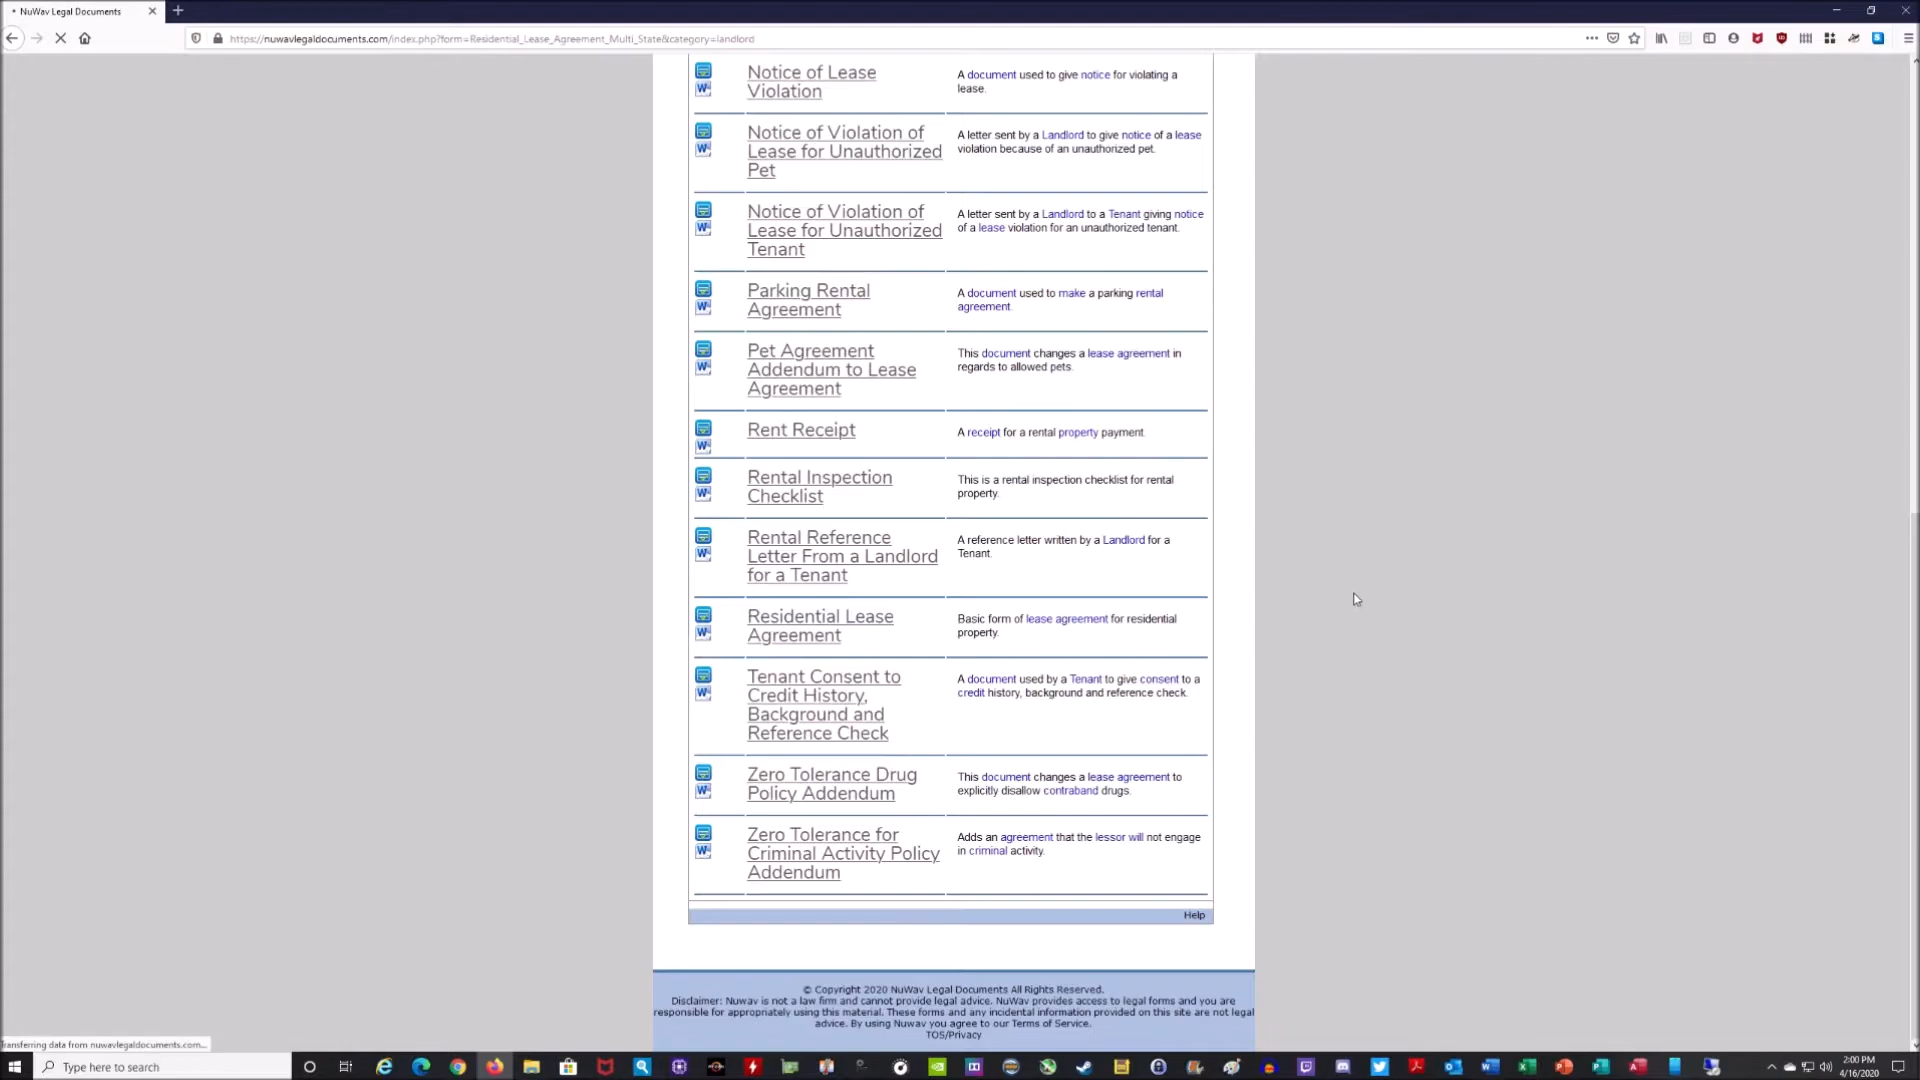 NuWav Legal Documents
https://nuwavlegaldocuments.com/index.php?form=Residential_Lease_Agreement_Multi_State&category=landlord
Notice of Lease
Violation
A document used to give notice for violating a
lease.
Notice of Violation of
Lease for Unauthorized
Pet
A letter sent by a Landlord to give notice of a lease
violation because of an unauthorized pet.
Notice of Violation of
Lease for Unauthorized
Tenant
A letter sent by a Landlord to a Tenant giving notice
of a lease violation for an unauthorized tenant.
Parking Rental
Agreement
A document used to make a parking rental
agreement.
Pet Agreement
Addendum to Lease
Agreement
This document changes a lease agreement in
regards to allowed pets.
Rent Receipt
A receipt for a rental property payment.
Rental Inspection
Checklist
This is a rental inspection checklist for rental
property.
Rental Reference
Letter From a Landlord
for a Tenant
A reference letter written by a Landlord for a
Tenant.
Residential Lease
Agreement
Basic form of lease agreement for residential
property.
Tenant Consent to
Credit History,
Background and
Reference Check
A document used by a Tenant to give consent to a
credit history, background and reference check.
Zero Tolerance Drug
Policy Addendum
This document changes a lease agreement to
explicitly disallow contraband drugs.
Zero Tolerance for
Criminal Activity Policy
Addendum
Adds an agreement that the lessor will not engage
in criminal activity.
Help
© Copyright 2020 NuWav Legal Documents All Rights Reserved.
Disclaimer: Nuwav is not a law firm and cannot provide legal advice. NuWav provides access to legal forms and you are
responsible for appropriately using this material. These forms and any incidental information provided on this site are not legal
advice. By using Nuwav you agree to our Terms of Service.
TOS/Privacy
Transferring data from nuwavlegaldocuments.com...
Type here to search
2:00 PM
4/16/2020